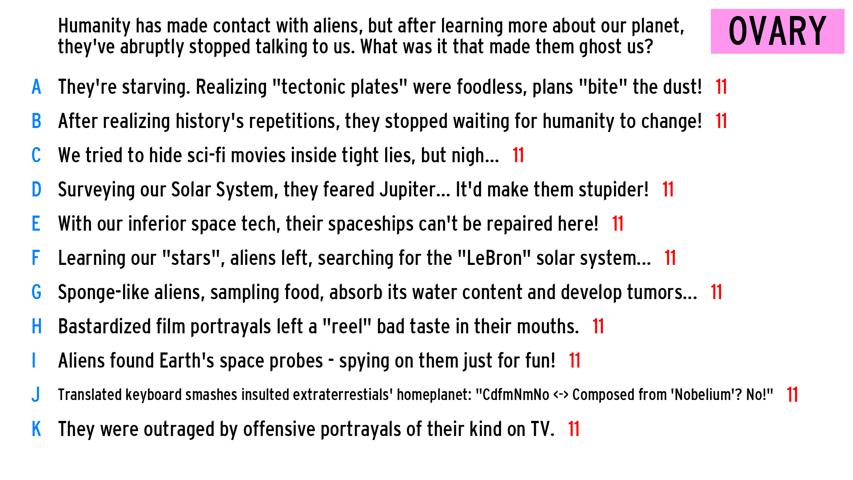 Humanity has made contact with aliens, but after learning more about our planet,
they've abruptly stopped talking to us. What was it that made them ghost us?
OVARY
A They're starving. Realizing "tectonic plates" were foodless, plans "bite" the dust! 11
B After realizing history's repetitions, they stopped waiting for humanity to change! 11
C We tried to hide sci-fi movies inside tight lies, but nigh... 11
D Surveying our Solar System, they feared Jupiter... It'd make them stupider! 11
E With our inferior space tech, their spaceships can't be repaired here! 11
F Learning our "stars", aliens left, searching for the "LeBron" solar system... 11
G Sponge-like aliens, sampling food, absorb its water content and develop tumors... 11
H Bastardized film portrayals left a "reel" bad taste in their mouths. 11
I Aliens found Earth's space probes - spying on them just for fun! 11
J Translated keyboard smashes insulted extraterrestials' homeplanet: "CdfmNmNo <-> Composed from 'Nobelium'? No!" 11
K They were outraged by offensive portrayals of their kind on TV. 11